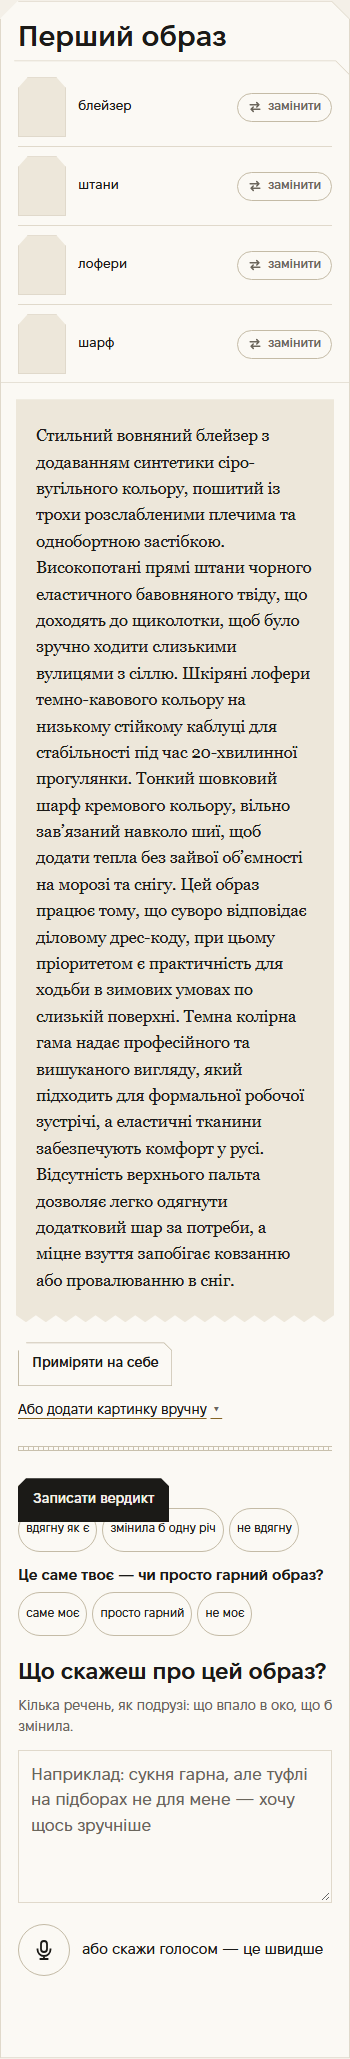 Перший образ
блейзер
замінити
штани
замінити
лофери
замінити
шарф
замінити
Стильний вовняний блейзер з
додаванням синтетики сіро-
вугільного кольору, пошитий із
трохи розслабленими плечима та
однобортною застібкою.
Високопотані прямі штани чорного
еластичного бавовняного твіду, що
доходять до щиколотки, щоб було
зручно ходити слизькими
вулицями з сіллю. Шкіряні лофери
темно-кавового кольору на
низькому стійкому каблуці для
стабільності під час 20-хвилинної
прогулянки. Тонкий шовковий
шарф кремового кольору, вільно
зав’язаний навколо шиї, щоб
додати тепла без зайвої об’ємності
на морозі та снігу. Цей образ
працює тому, що суворо відповідає
діловому дрес-коду, при цьому
пріоритетом є практичність для
ходьби в зимових умовах по
слизькій поверхні. Темна колірна
гама надає професійного та
вишуканого вигляду, який
підходить для формальної робочої
зустрічі, а еластичні тканини
забезпечують комфорт у русі.
Відсутність верхнього пальта
дозволяє легко одягнути
додатковий шар за потреби, а
міцне взуття запобігає ковзанню
або провалюванню в сніг.
Приміряти на себе
Або додати картинку вручну
Записати вердикт
вдягну як є
змінила б одну річ
не вдягну
Це саме твоє — чи просто гарний образ?
саме моє
просто гарний
не моє
Що скажеш про цей образ?
Кілька речень, як подрузі: що впало в око, що б
змінила.
Наприклад: сукня гарна, але туфлі
на підборах не для мене — хочу
щось зручніше
або скажи голосом — це швидше